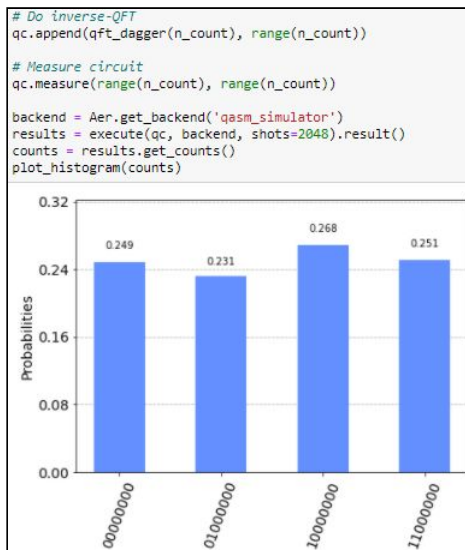 # Do inverse-QFT
qc.append(qft_dagger(n_count), range(n_count))
# Measure circuit
qc.measure(range(n_count), range(n_count))
backend = Aer.get_backend('qasm_simulator')
results = execute(qc, backend, shots=2048).result()
counts = results.get_counts()
plot_histogram(counts)
0.32
0.249
0.231
0.268
0.251
0.24
Probabilities
0.16
0.08
0.00
00000000
01000000
10000000
11000000